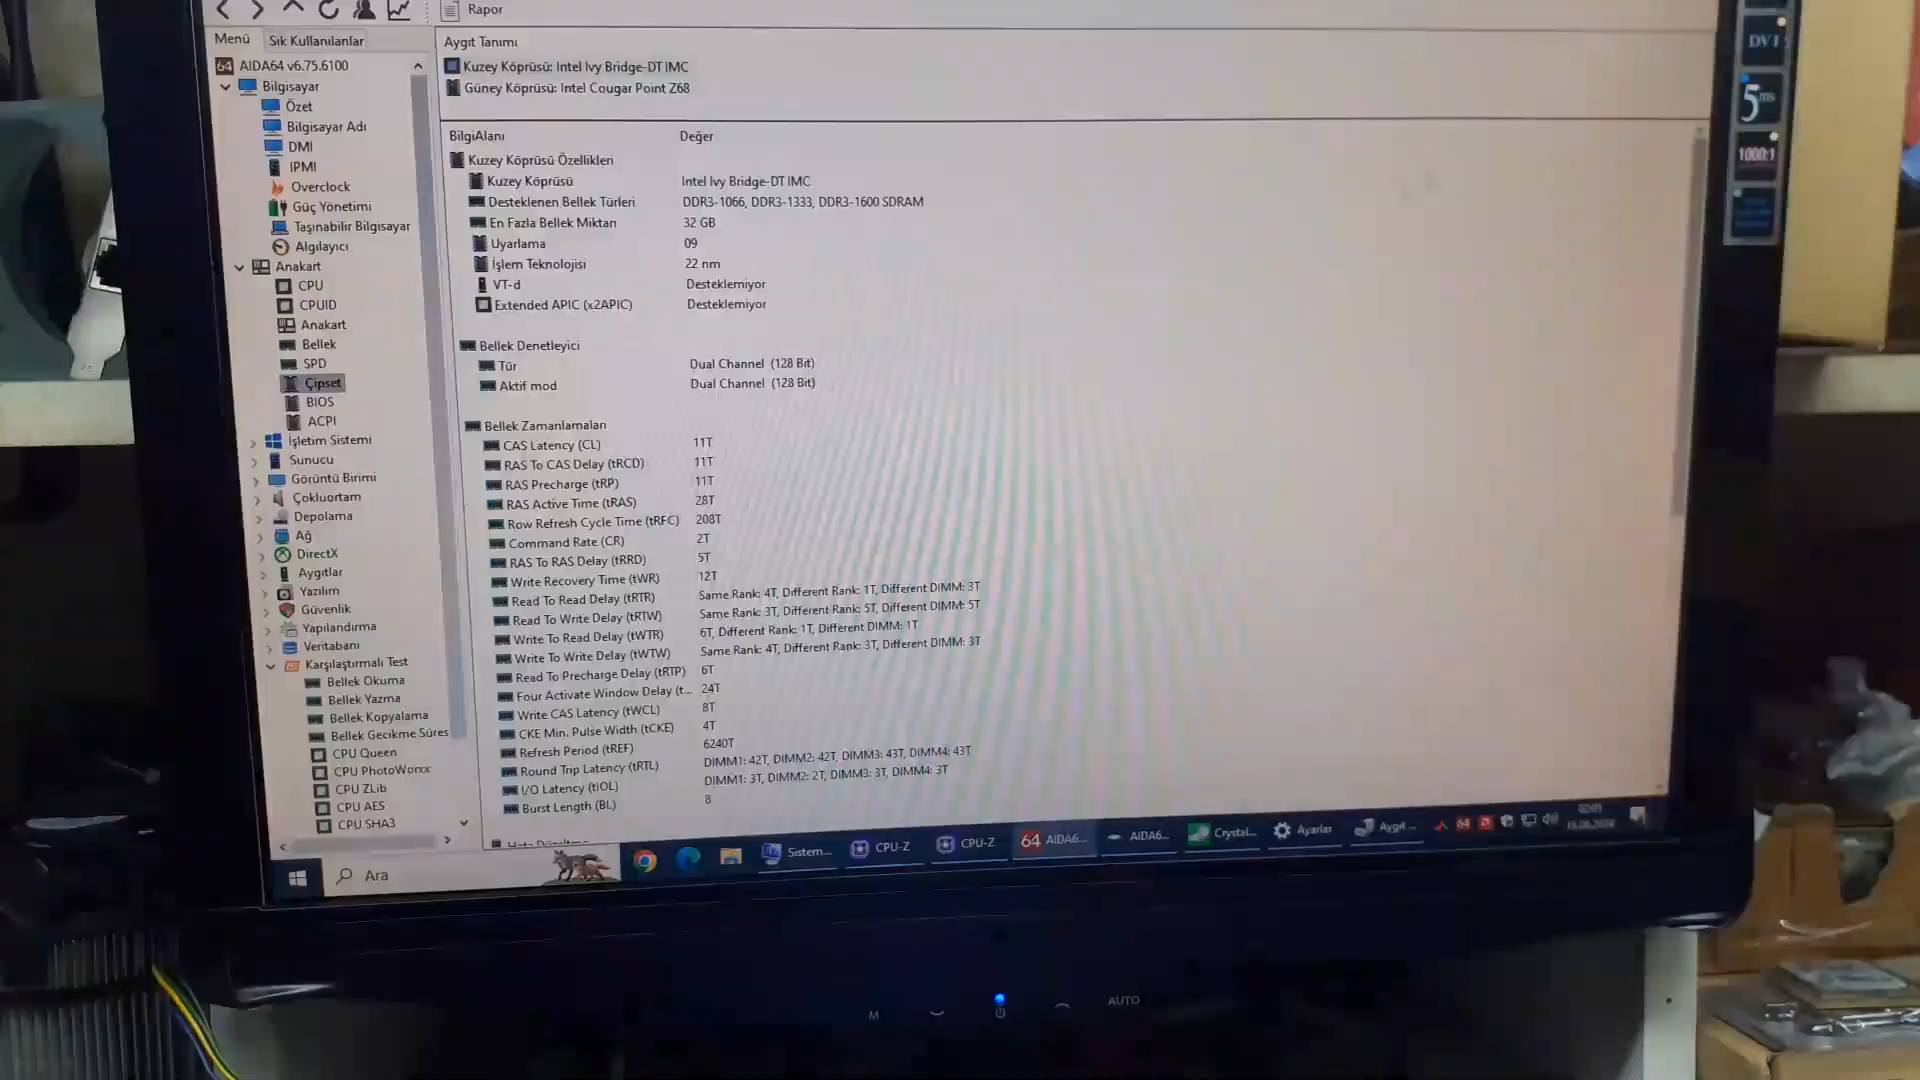 Rapor
Menü
Sık Kullanılanlar
64 AIDA64 v6.75.6100
Bilgisayar
Özet
Bilgisayar Adı
DMI
IPMI
Overclock
Güç Yönetimi
Taşınabilir Bilgisayar
Algılayıcı
Anakart
CPU
CPUID
Anakart
Bellek
SPD
Çipset
BIOS
ACPI
İşletim Sistemi
Sunucu
Görüntü Birimi
Çokluortam
Depolama
Ağ
DirectX
Aygıtlar
Yazılım
Güvenlik
Yapılandırma
Veritabanı
Karşılaştırmalı Test
Bellek Okuma
Bellek Yazma
Bellek Kopyalama
Bellek Gecikme Süres
CPU Queen
CPU PhotoWorxx
CPU ZLib
CPU AES
CPU SHA3
Aygıt Tanımı
Kuzey Köprüsü: Intel Ivy Bridge-DT IMC
Güney Köprüsü: Intel Cougar Point Z68
BilgiAlanı Değer
Kuzey Köprüsü Özellikleri
Kuzey Köprüsü Intel Ivy Bridge-DT IMC
Desteklenen Bellek Türleri DDR3-1066, DDR3-1333, DDR3-1600 SDRAM
En Fazla Bellek Miktarı 32 GB
Uyarlama 09
İşlem Teknolojisi 22 nm
VT-d Desteklemiyor
Extended APIC (x2APIC) Desteklemiyor
Bellek Denetleyici
Tür Dual Channel (128 Bit)
Aktif mod Dual Channel (128 Bit)
Bellek Zamanlamaları
CAS Latency (CL) 11T
RAS To CAS Delay (tRCD) 11T
RAS Precharge (tRP) 11T
RAS Active Time (tRAS) 28T
Row Refresh Cycle Time (tRFC) 208T
Command Rate (CR) 2T
RAS To RAS Delay (tRRD) 5T
Write Recovery Time (tWR) 12T
Read To Read Delay (tRTR) Same Rank: 4T, Different Rank: 1T, Different DIMM: 3T
Read To Write Delay (tRTW) Same Rank: 3T, Different Rank: 5T, Different DIMM: 5T
Write To Read Delay (tWTR) 6T, Different Rank: 1T, Different DIMM: 1T
Write To Write Delay (tWTW) Same Rank: 4T, Different Rank: 3T, Different DIMM: 3T
Read To Precharge Delay (tRTP) 6T
Four Activate Window Delay (t... 24T
Write CAS Latency (tWCL) 8T
CKE Min. Pulse Width (tCKE) 4T
Refresh Period (tREF) 6240T
Round Trip Latency (tRTL) DIMM1: 42T, DIMM2: 42T, DIMM3: 43T, DIMM4: 43T
I/O Latency (tIOL) DIMM1: 3T, DIMM2: 2T, DIMM3: 3T, DIMM4: 3T
Burst Length (BL) 8
Ara
Sistem... CPU-Z CPU-Z 64 AIDA6... AIDA6... Crystal... Ayarlar Aygıt... 64
DVI
5ms
1000:1
M
AUTO